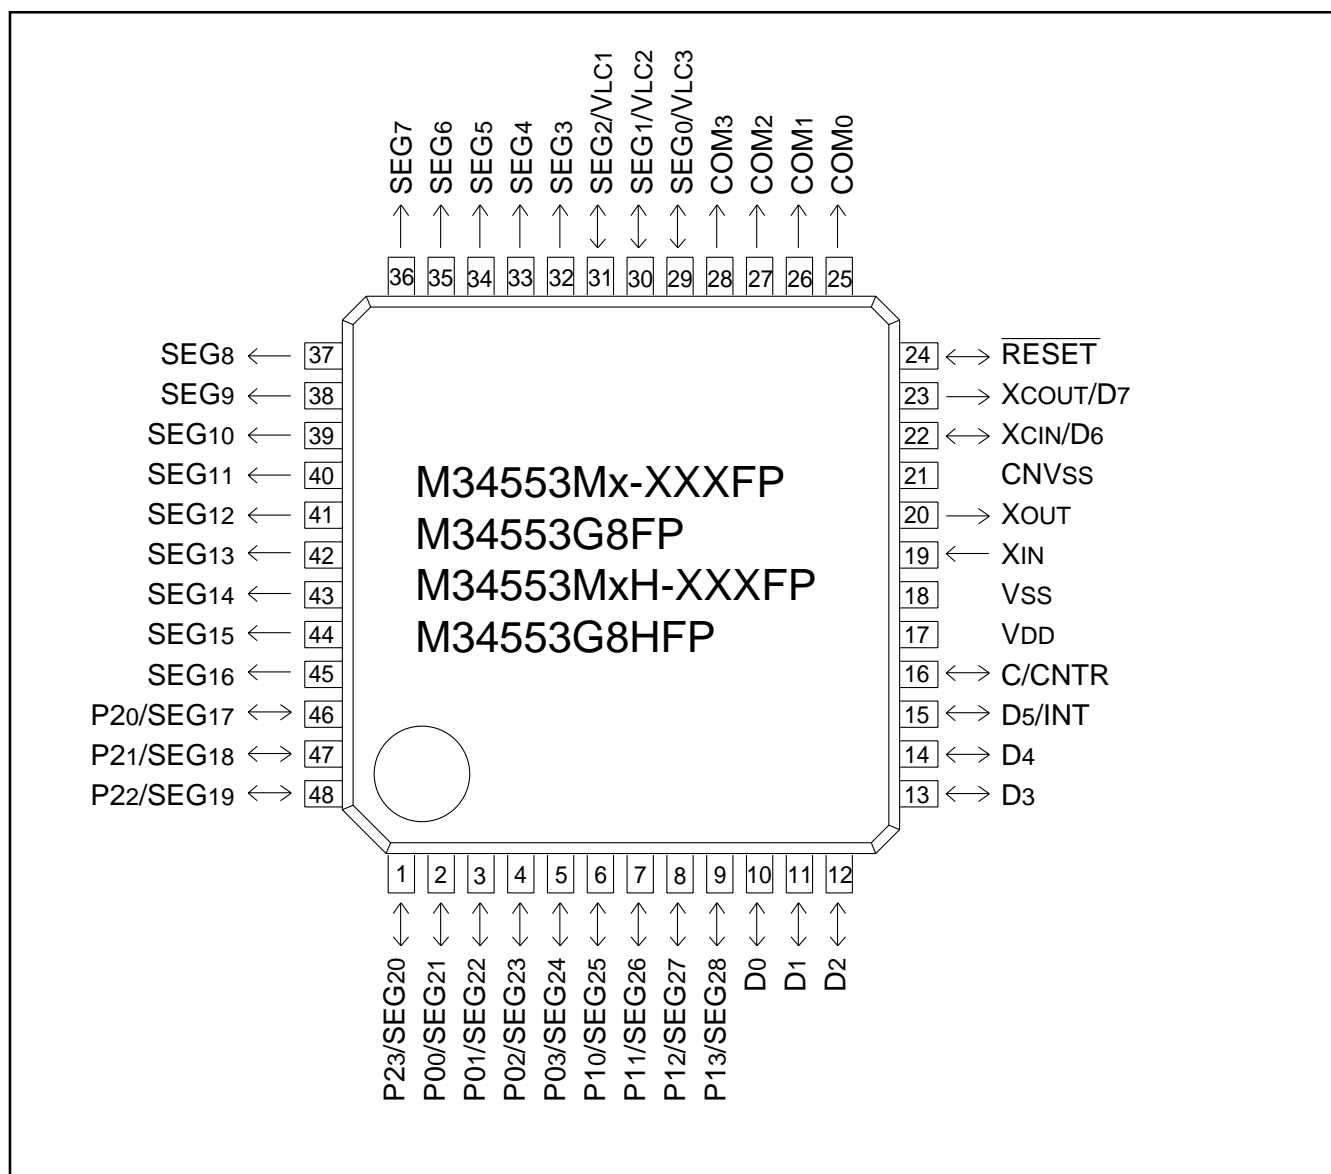 SEG7
SEG6
SEG5
SEG4
SEG3
SEG2/VLC1
SEG1/VLC2
SEG0/VLC3
COM3
COM2
COM1
COM0
36
35
34
33
32
31
30
29
28
27
26
25
SEG8 37
SEG9 38
SEG10 39
SEG11 40
SEG12 41
SEG13 42
SEG14 43
SEG15 44
SEG16 45
P20/SEG17 46
P21/SEG18 47
P22/SEG19 48
M34553Mx-XXXFP
M34553G8FP
M34553MxH-XXXFP
M34553G8HFP
24 RESET
23 XCOUT/D7
22 XCIN/D6
21 CNVSS
20 XOUT
19 XIN
18 VSS
17 VDD
16 C/CNTR
15 D5/INT
14 D4
13 D3
1
2
3
4
5
6
7
8
9
10
11
12
P23/SEG20
P00/SEG21
P01/SEG22
P02/SEG23
P03/SEG24
P10/SEG25
P11/SEG26
P12/SEG27
P13/SEG28
D0
D1
D2